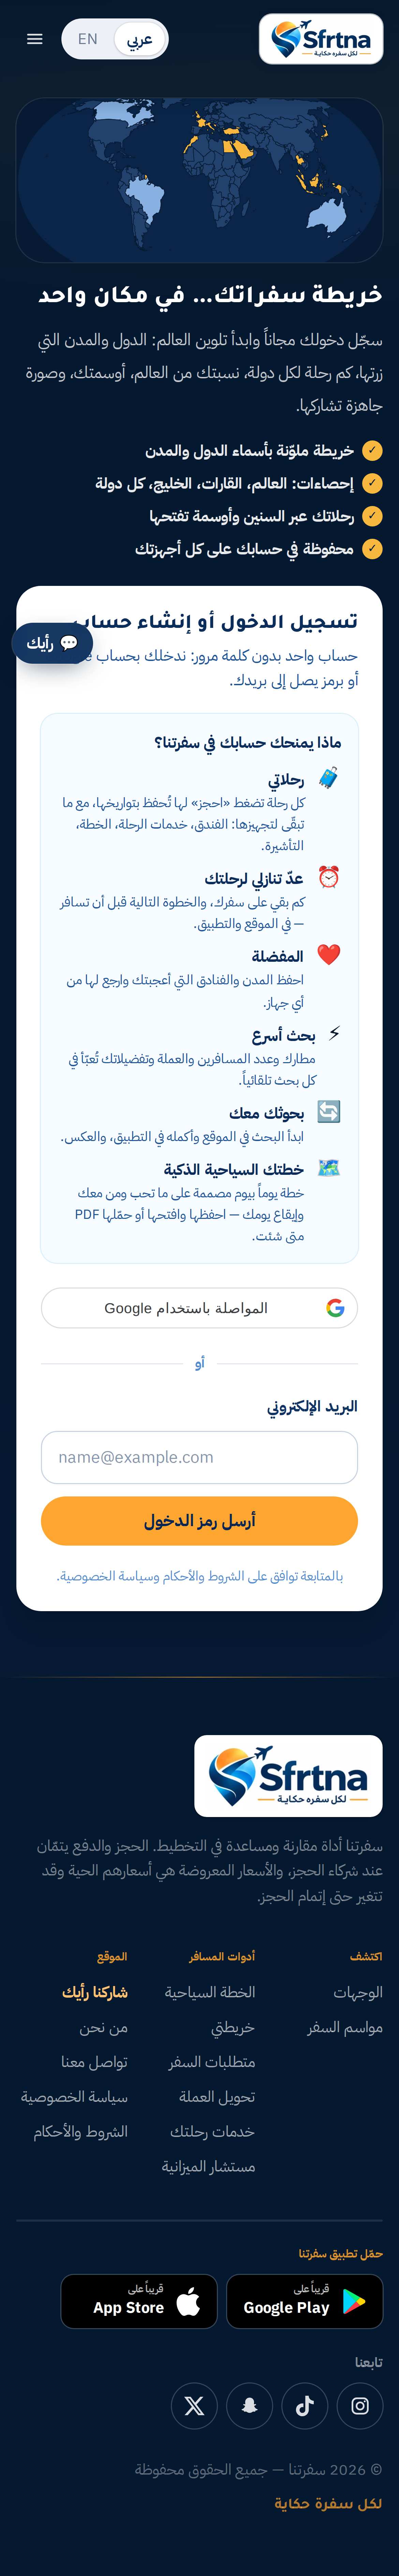 Sfrtna
لكل سفره حكاية
عربي
EN
خريطة سفراتك... في مكان واحد
سجّل دخولك مجاناً وابدأ تلوين العالم: الدول والمدن التي
زرتها، كم رحلة لكل دولة، نسبتك من العالم، أوسمتك، وصورة
جاهزة تشاركها.
✓ خريطة ملوّنة بأسماء الدول والمدن
✓ إحصاءات: العالم، القارات، الخليج، كل دولة
✓ رحلاتك عبر السنين وأوسمة تفتحها
✓ محفوظة في حسابك على كل أجهزتك
تسجيل الدخول أو إنشاء حساب
حساب واحد بدون كلمة مرور: ندخلك بحساب
أو برمز يصل إلى بريدك.
رأيك
ماذا يمنحك حسابك في سفرتنا؟
رحلاتي
كل رحلة تضغط «احجز» لها تُحفظ بتواريخها، مع ما
تبقّى لتجهيزها: الفندق، خدمات الرحلة، الخطة،
التأشيرة.
عدّ تنازلي لرحلتك
كم بقي على سفرك، والخطوة التالية قبل أن تسافر
— في الموقع والتطبيق.
المفضلة
احفظ المدن والفنادق التي أعجبتك وارجع لها من
أي جهاز.
بحث أسرع
مطارك وعدد المسافرين والعملة وتفضيلاتك تُعبّأ في
كل بحث تلقائياً.
بحوثك معك
ابدأ البحث في الموقع وأكمله في التطبيق، والعكس.
خطتك السياحية الذكية
خطة يوماً بيوم مصممة على ما تحب ومن معك
وإيقاع يومك — احفظها وافتحها أو حمّلها PDF
متى شئت.
المواصلة باستخدام Google
أو
البريد الإلكتروني
name@example.com
أرسل رمز الدخول
بالمتابعة توافق على الشروط والأحكام وسياسة الخصوصية.
Sfrtna
لكل سفره حكاية
سفرتنا أداة مقارنة ومساعدة في التخطيط. الحجز والدفع يتمّان
عند شركاء الحجز، والأسعار المعروضة هي أسعارهم الحية وقد
تتغير حتى إتمام الحجز.
اكتشف
الوجهات
مواسم السفر
أدوات المسافر
الخطة السياحية
خريطتي
متطلبات السفر
تحويل العملة
خدمات رحلتك
مستشار الميزانية
الموقع
شاركنا رأيك
من نحن
تواصل معنا
سياسة الخصوصية
الشروط والأحكام
حمّل تطبيق سفرتنا
قريباً على
Google Play
قريباً على
App Store
تابعنا
© 2026 سفرتنا — جميع الحقوق محفوظة
لكل سفرة حكاية